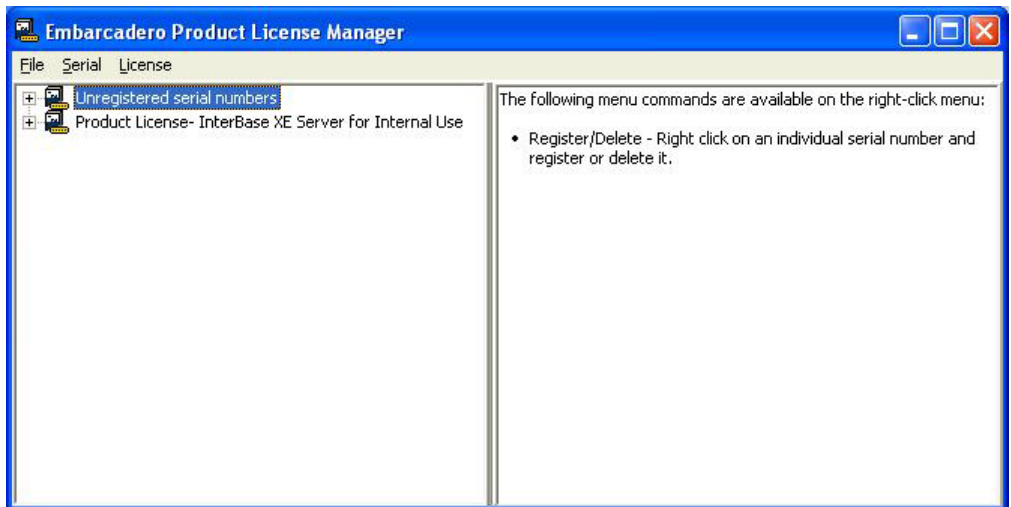 Embarcadero Product License Manager
File Serial License
Unregistered serial numbers
Product License- InterBase XE Server for Internal Use
The following menu commands are available on the right-click menu:
• Register/Delete - Right click on an individual serial number and
register or delete it.